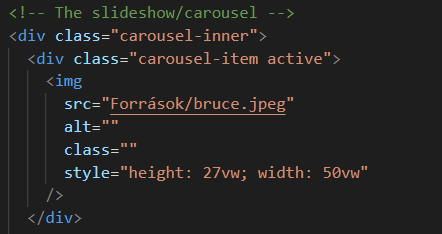 <!-- The slideshow/carousel -->
<div class="carousel-inner">
<div class="carousel-item active">
<img
src="Források/bruce.jpeg"
alt=""
class=""
style="height: 27vw; width: 50vw"
/>
</div>